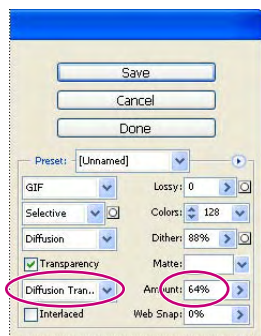 Save
Cancel
Done
Preset: [Unnamed]
GIF Lossy: 0
Selective Colors: 128
Diffusion Dither: 88%
Transparency Matte:
Diffusion Tran.. Amount: 64%
Interlaced Web Snap: 0%